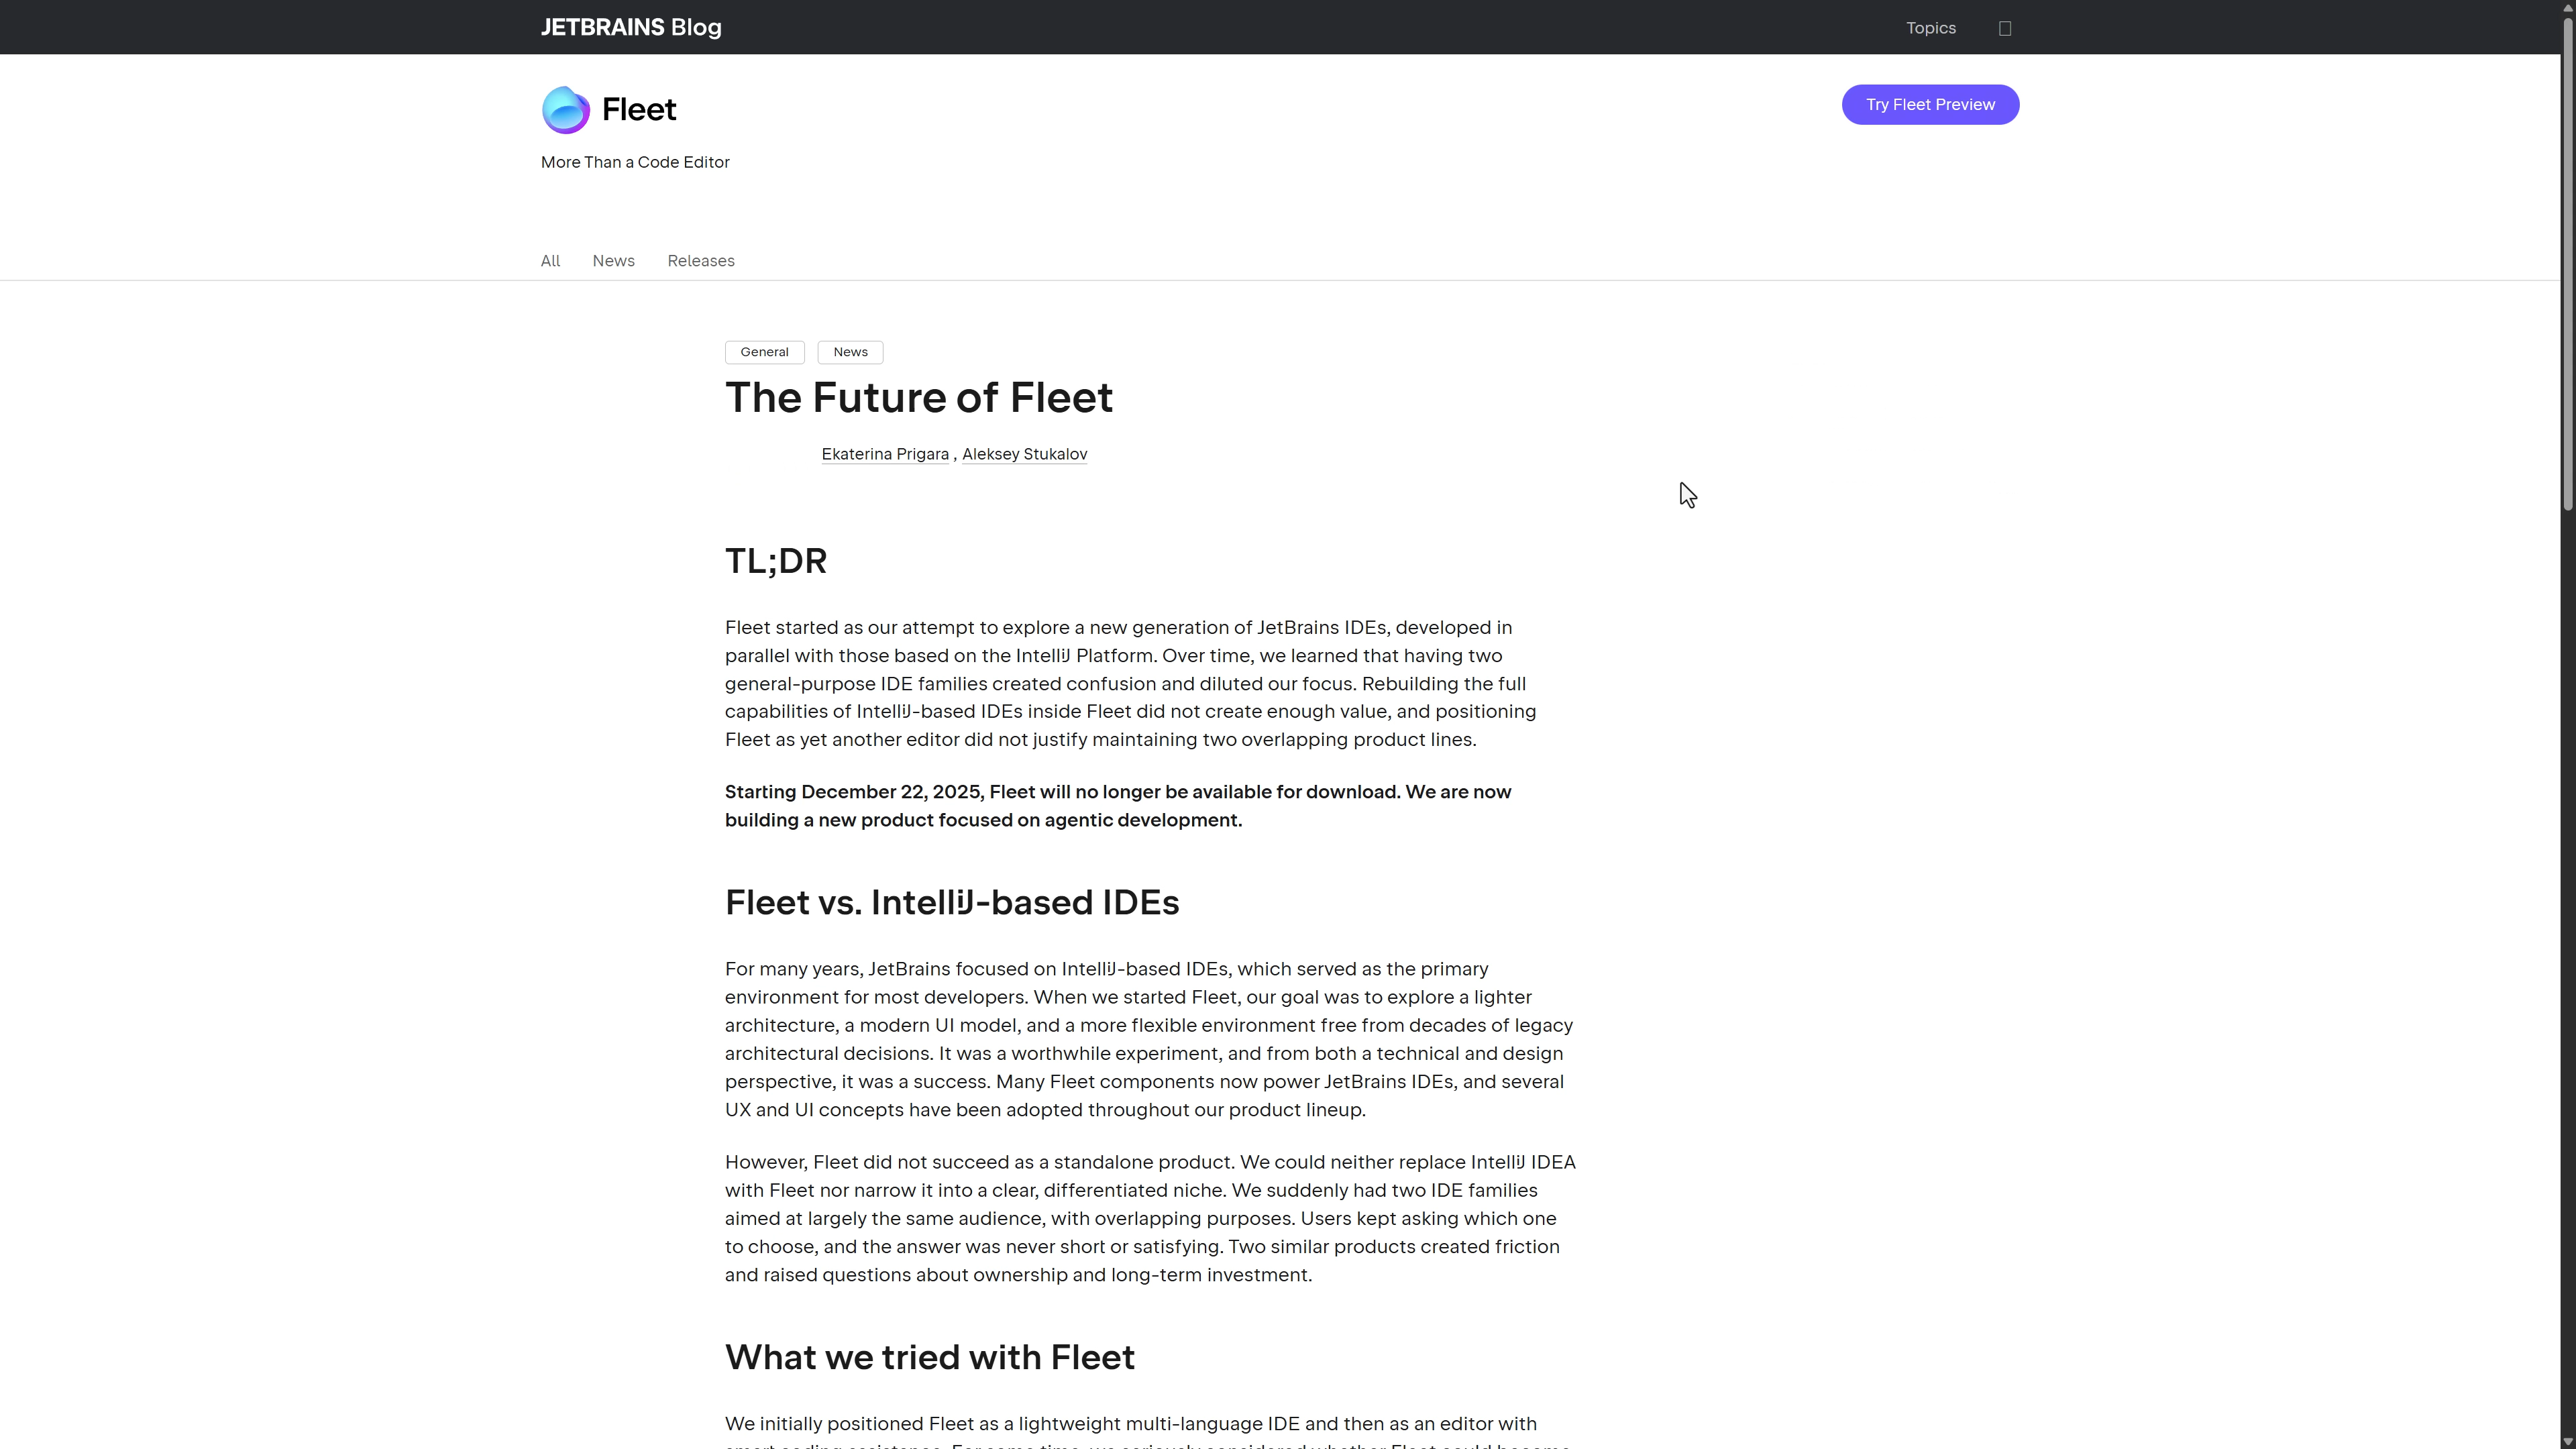 JETBRAINS Blog
Topics
Fleet
Try Fleet Preview
More Than a Code Editor
All News Releases
General News
The Future of Fleet
Ekaterina Prigara , Aleksey Stukalov
TL;DR
Fleet started as our attempt to explore a new generation of JetBrains IDEs, developed in
parallel with those based on the IntelliJ Platform. Over time, we learned that having two
general-purpose IDE families created confusion and diluted our focus. Rebuilding the full
capabilities of IntelliJ-based IDEs inside Fleet did not create enough value, and positioning
Fleet as yet another editor did not justify maintaining two overlapping product lines.
Starting December 22, 2025, Fleet will no longer be available for download. We are now
building a new product focused on agentic development.
Fleet vs. IntelliJ-based IDEs
For many years, JetBrains focused on IntelliJ-based IDEs, which served as the primary
environment for most developers. When we started Fleet, our goal was to explore a lighter
architecture, a modern UI model, and a more flexible environment free from decades of legacy
architectural decisions. It was a worthwhile experiment, and from both a technical and design
perspective, it was a success. Many Fleet components now power JetBrains IDEs, and several
UX and UI concepts have been adopted throughout our product lineup.
However, Fleet did not succeed as a standalone product. We could neither replace IntelliJ IDEA
with Fleet nor narrow it into a clear, differentiated niche. We suddenly had two IDE families
aimed at largely the same audience, with overlapping purposes. Users kept asking which one
to choose, and the answer was never short or satisfying. Two similar products created friction
and raised questions about ownership and long-term investment.
What we tried with Fleet
We initially positioned Fleet as a lightweight multi-language IDE and then as an editor with